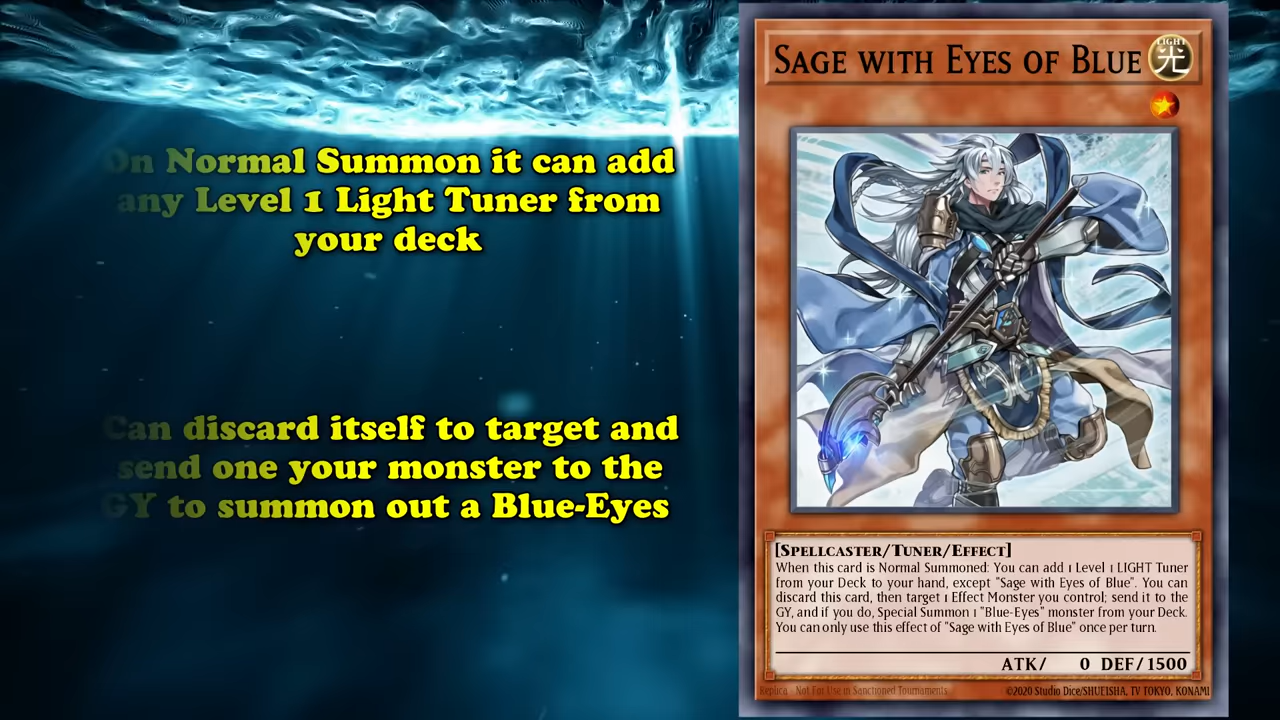 On Normal Summon it can add
any Level 1 Light Tuner from
your deck
Can discard itself to target and
send one your monster to the
GY to summon out a Blue-Eyes
Sage with Eyes of Blue
LIGHT
光
[Spellcaster/Tuner/Effect]
When this card is Normal Summoned: You can add 1 Level 1 LIGHT Tuner
from your Deck to your hand, except "Sage with Eyes of Blue". You can
discard this card, then target 1 Effect Monster you control; send it to the
GY, and if you do, Special Summon 1 "Blue-Eyes" monster from your Deck.
You can only use this effect of "Sage with Eyes of Blue" once per turn.
ATK/ 0 DEF/1500
Replica - Not For Use in Sanctioned Tournaments
©2020 Studio Dice/SHUEISHA, TV TOKYO, KONAMI